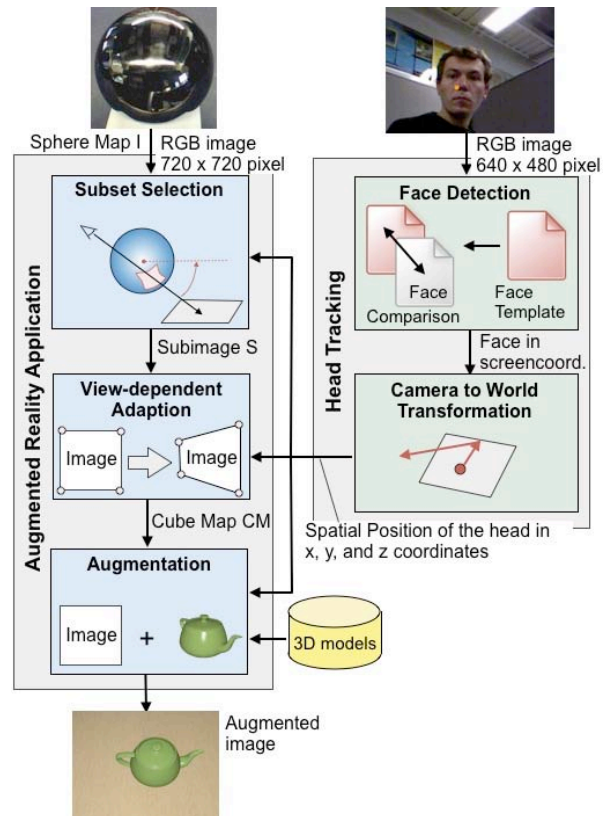 Sphere Map I
RGB image
720 x 720 pixel
RGB image
640 x 480 pixel
Augmented Reality Application
Subset Selection
Subimage S
View-dependent
Adaption
Image
Image
Cube Map CM
Augmentation
Image
+
3D models
Augmented
image
Head Tracking
Face Detection
Face
Comparison
Face
Template
Face in
screencoord.
Camera to World
Transformation
Spatial Position of the head in
x, y, and z coordinates